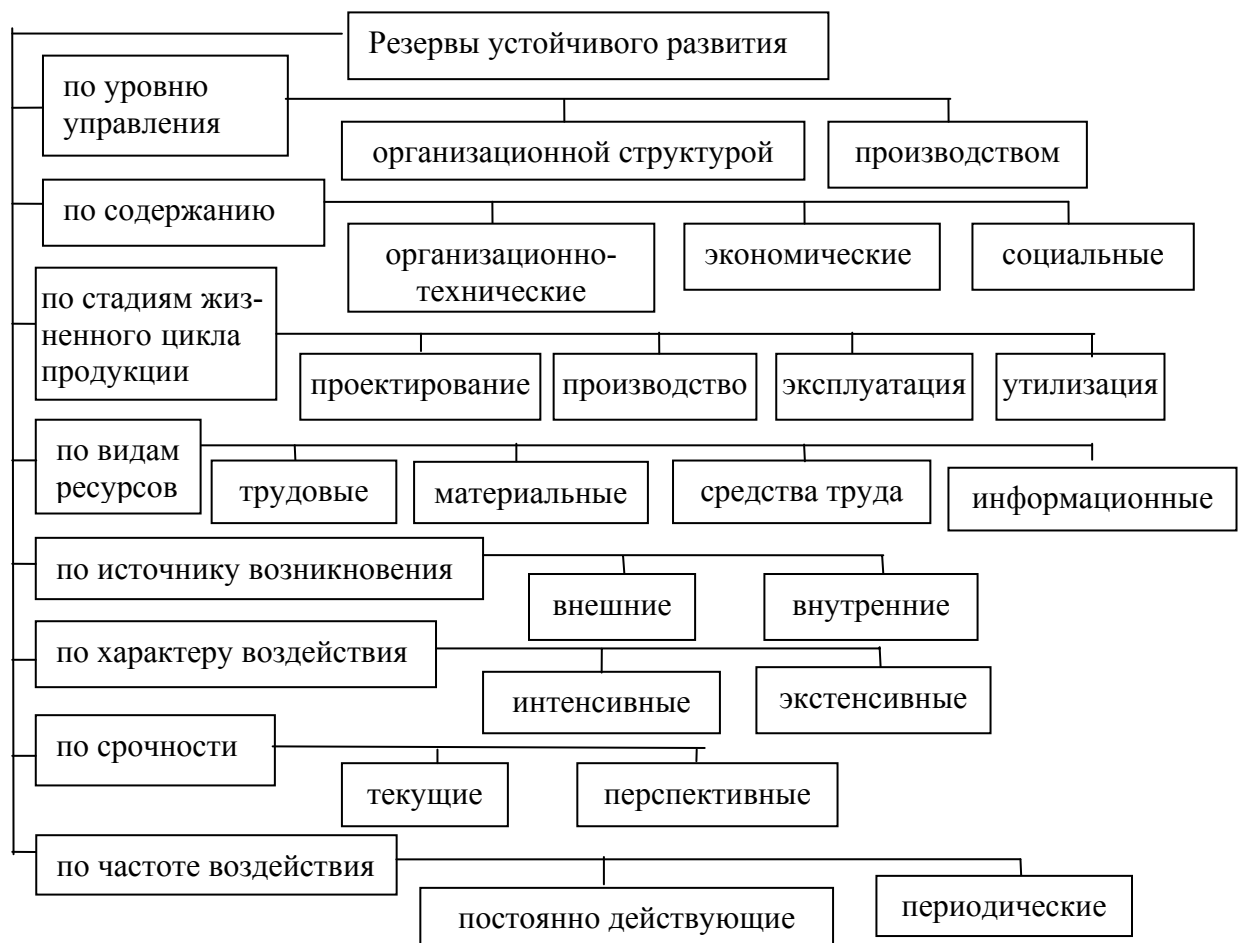 Резервы устойчивого развития
по уровню
управления
организационной структурой
производством
по содержанию
организационно-
технические
экономические
социальные
по стадиям жиз-
ненного цикла
продукции
проектирование
производство
эксплуатация
утилизация
по видам
ресурсов
трудовые
материальные
средства труда
информационные
по источнику возникновения
внешние
внутренние
по характеру воздействия
интенсивные
экстенсивные
по срочности
текущие
перспективные
по частоте воздействия
постоянно действующие
периодические